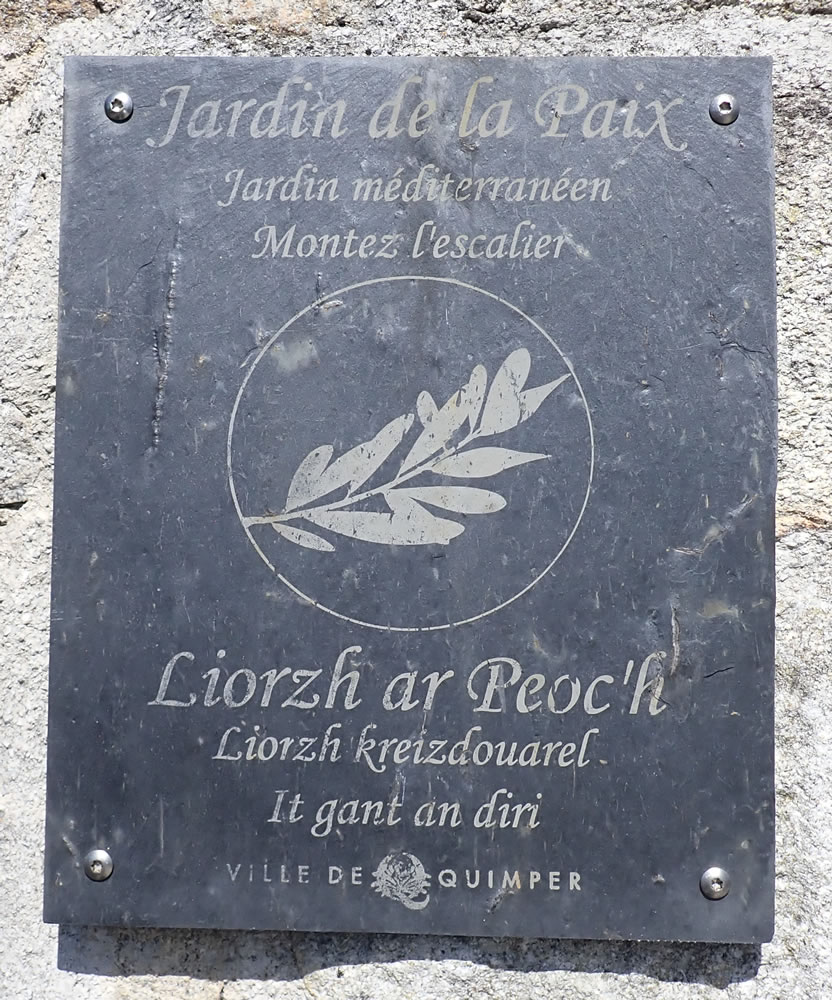 Jardin de la Paix
Jardin méditerranéen
Montez l'escalier
Liorzh ar Peoc'h
Liorzh kreizdouarel
It gant an diri
VILLE DE QUIMPER